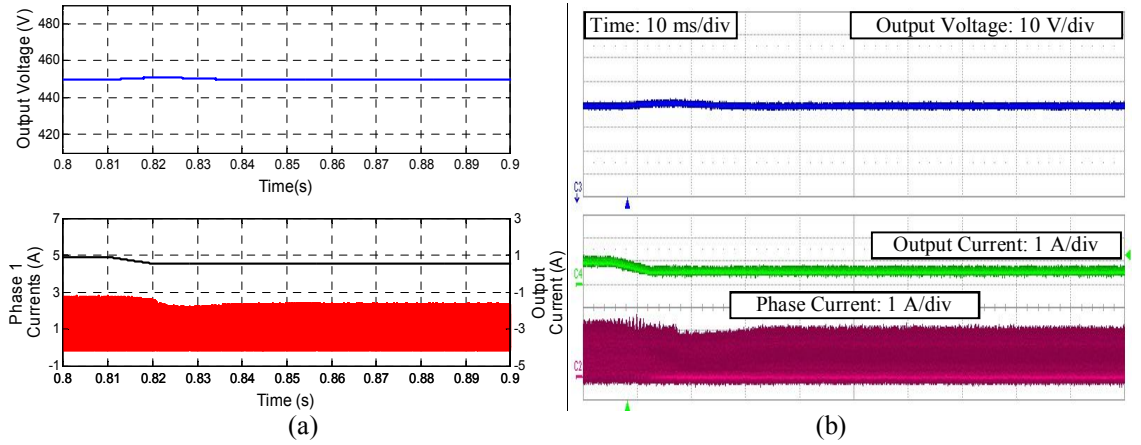 Output Voltage (V)
480
460
440
420
0.8 0.81 0.82 0.83 0.84 0.85 0.86 0.87 0.88 0.89 0.9
Time(s)
Phase 1
Currents (A)
7
5
3
1
-1
3
1
-1
-3
-5
Output
Current (A)
0.8 0.81 0.82 0.83 0.84 0.85 0.86 0.87 0.88 0.89 0.9
Time (s)
(a)
Time: 10 ms/div
Output Voltage: 10 V/div
C3
Output Current: 1 A/div
C4
Phase Current: 1 A/div
C2
(b)